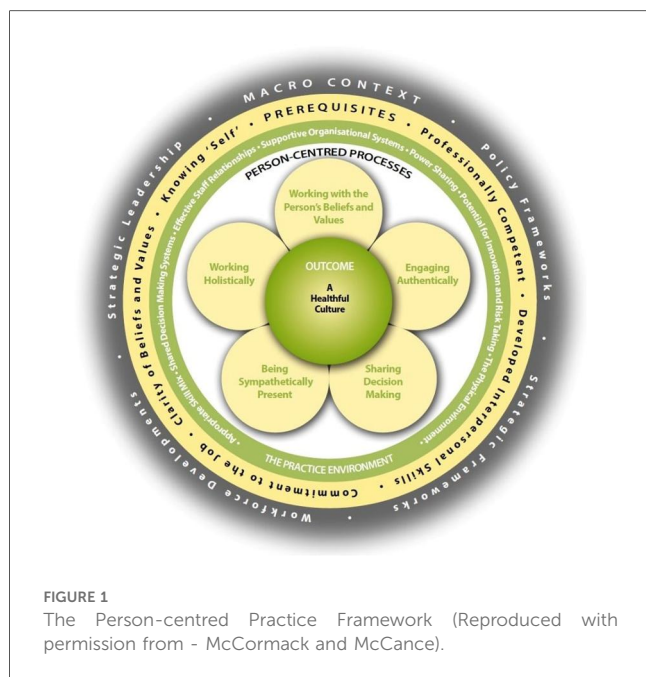 MACRO CONTEXT • Policy Frameworks • Strategic Frameworks • Workforce Developments • Strategic Leadership •
PREREQUISITES • Professionally Competent • Developed Interpersonal Skills • Commitment to the Job • Clarity of Beliefs and Values • Knowing 'Self' •
• Appropriate Skill Mix • Shared Decision Making Systems • Effective Staff Relationships • Supportive Organisational Systems • Power Sharing • Potential for Innovation and Risk Taking • The Physical Environment •
THE PRACTICE ENVIRONMENT
PERSON-CENTRED PROCESSES
Working with the
Person's Beliefs and
Values
Working
Holistically
Engaging
Authentically
OUTCOME
A
Healthful
Culture
Being
Sympathetically
Present
Sharing
Decision
Making
FIGURE 1
The Person-centred Practice Framework (Reproduced with
permission from - McCormack and McCance).